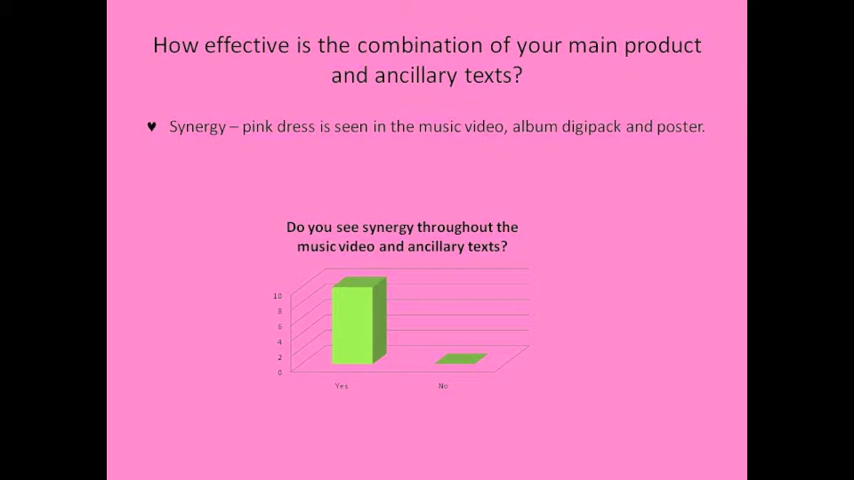 How effective is the combination of your main product
and ancillary texts?
♥ Synergy – pink dress is seen in the music video, album digipack and poster.
Do you see synergy throughout the
music video and ancillary texts?
10
8
6
4
2
0
Yes No